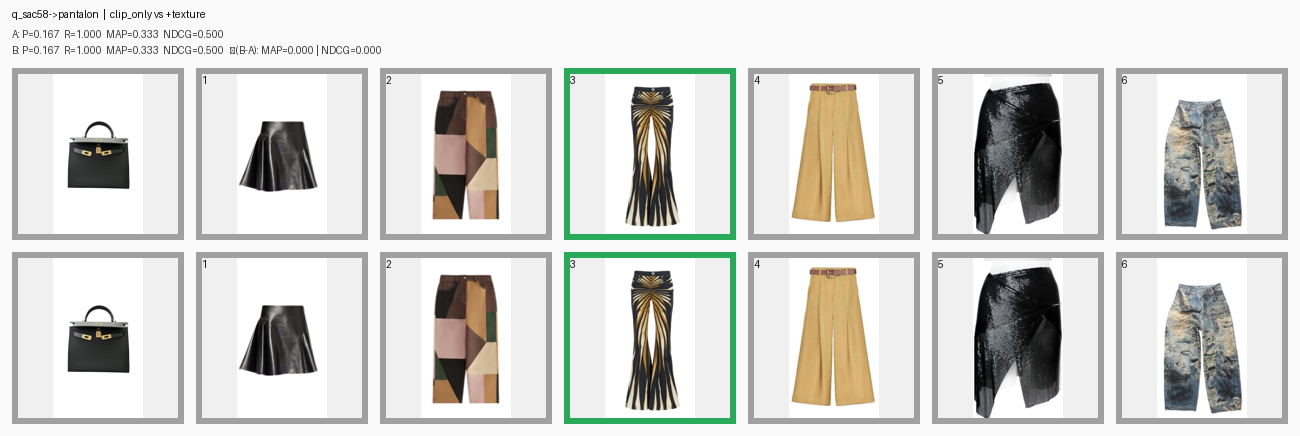 q_sac58->pantalon | clip_only vs +texture
A: P=0.167 R=1.000 MAP=0.333 NDCG=0.500
B: P=0.167 R=1.000 MAP=0.333 NDCG=0.500 (B-A): MAP=0.000 | NDCG=0.000
1 2 3 4 5 6
1 2 3 4 5 6